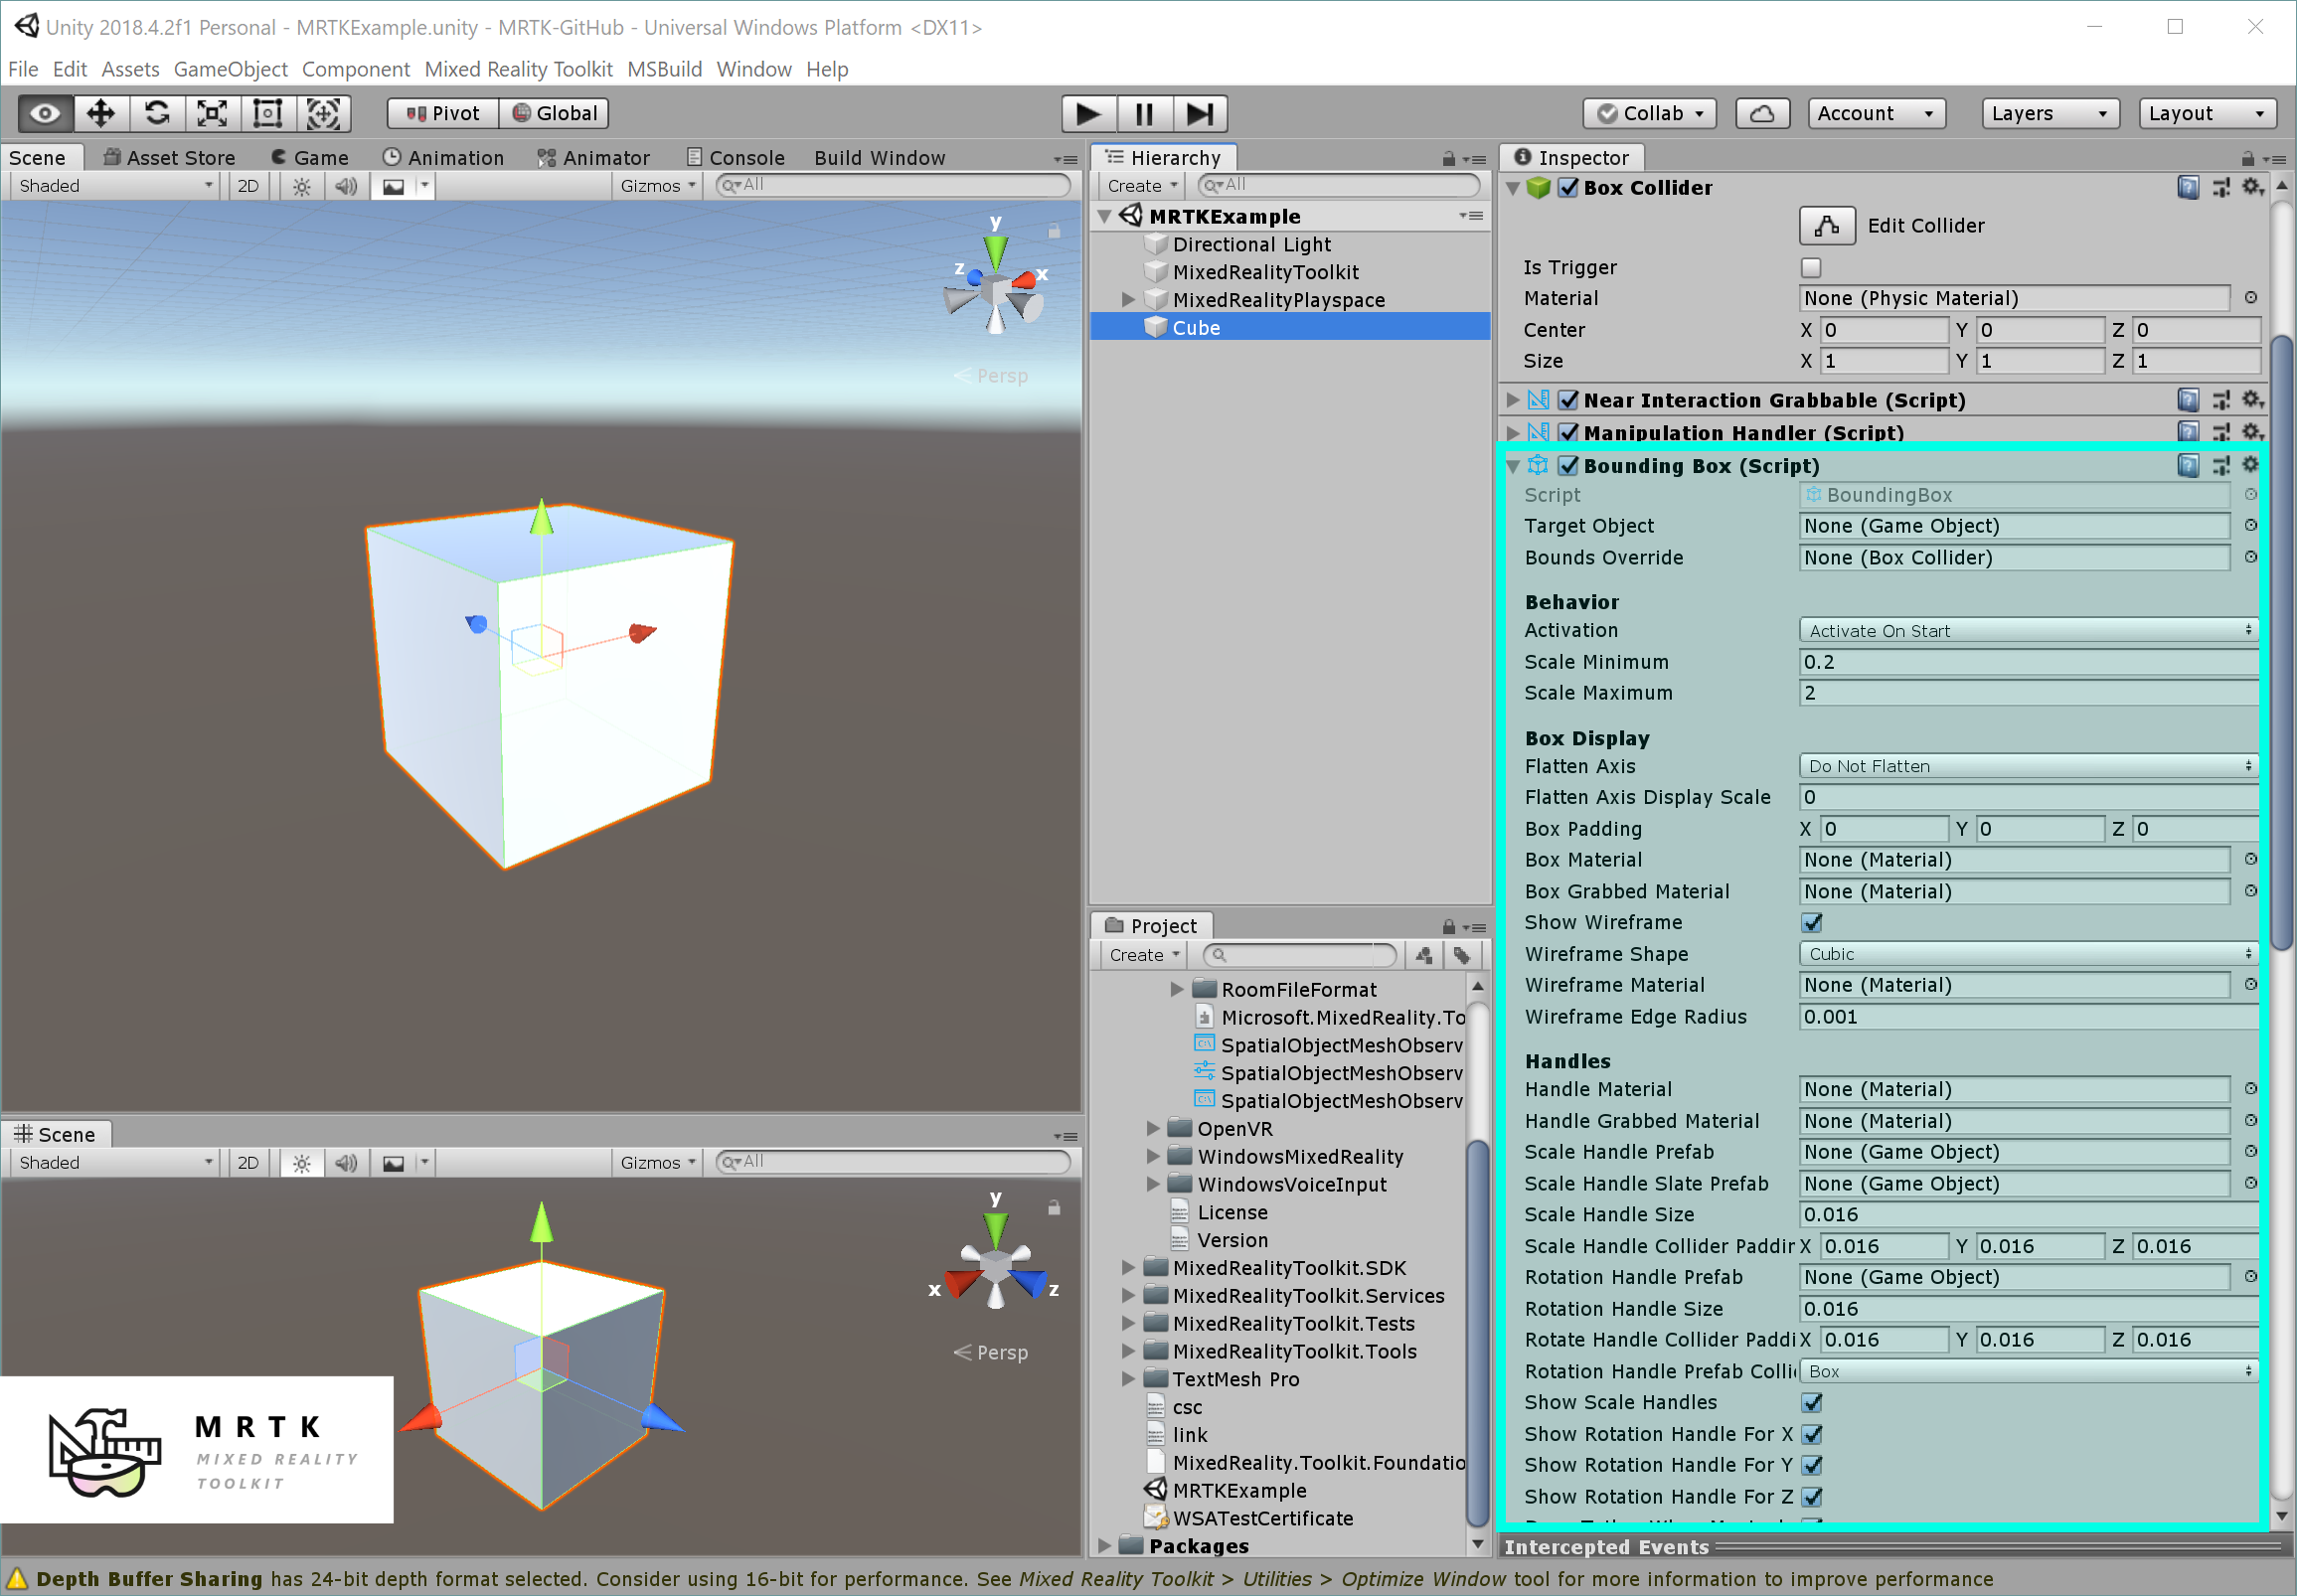 Unity 2018.4.2f1 Personal - MRTKExample.unity - MRTK-GitHub - Universal Windows Platform <DX11>
File Edit Assets GameObject Component Mixed Reality Toolkit MSBuild Window Help
Pivot Global Collab Account Layers Layout
Scene Asset Store Game Animation Animator Console Build Window
Shaded 2D Gizmos All
y
z x
Persp
Scene
Shaded 2D Gizmos All
y
x z
Persp
MRTK
MIXED REALITY
TOOLKIT
Hierarchy
Create All
MRTKExample
Directional Light
MixedRealityToolkit
MixedRealityPlayspace
Cube
Project
Create
RoomFileFormat
Microsoft.MixedReality.To
SpatialObjectMeshObserv
SpatialObjectMeshObserv
SpatialObjectMeshObserv
OpenVR
WindowsMixedReality
WindowsVoiceInput
License
Version
MixedRealityToolkit.SDK
MixedRealityToolkit.Services
MixedRealityToolkit.Tests
MixedRealityToolkit.Tools
TextMesh Pro
csc
link
MixedReality.Toolkit.Foundatio
MRTKExample
WSATestCertificate
Packages
Inspector
Box Collider
Edit Collider
Is Trigger
Material None (Physic Material)
Center X 0 Y 0 Z 0
Size X 1 Y 1 Z 1
Near Interaction Grabbable (Script)
Manipulation Handler (Script)
Bounding Box (Script)
Script BoundingBox
Target Object None (Game Object)
Bounds Override None (Box Collider)
Behavior
Activation Activate On Start
Scale Minimum 0.2
Scale Maximum 2
Box Display
Flatten Axis Do Not Flatten
Flatten Axis Display Scale 0
Box Padding X 0 Y 0 Z 0
Box Material None (Material)
Box Grabbed Material None (Material)
Show Wireframe
Wireframe Shape Cubic
Wireframe Material None (Material)
Wireframe Edge Radius 0.001
Handles
Handle Material None (Material)
Handle Grabbed Material None (Material)
Scale Handle Prefab None (Game Object)
Scale Handle Slate Prefab None (Game Object)
Scale Handle Size 0.016
Scale Handle Collider Paddin X 0.016 Y 0.016 Z 0.016
Rotation Handle Prefab None (Game Object)
Rotation Handle Size 0.016
Rotate Handle Collider Paddi X 0.016 Y 0.016 Z 0.016
Rotation Handle Prefab Colli Box
Show Scale Handles
Show Rotation Handle For X
Show Rotation Handle For Y
Show Rotation Handle For Z
Intercepted Events
Depth Buffer Sharing has 24-bit depth format selected. Consider using 16-bit for performance. See Mixed Reality Toolkit > Utilities > Optimize Window tool for more information to improve performance